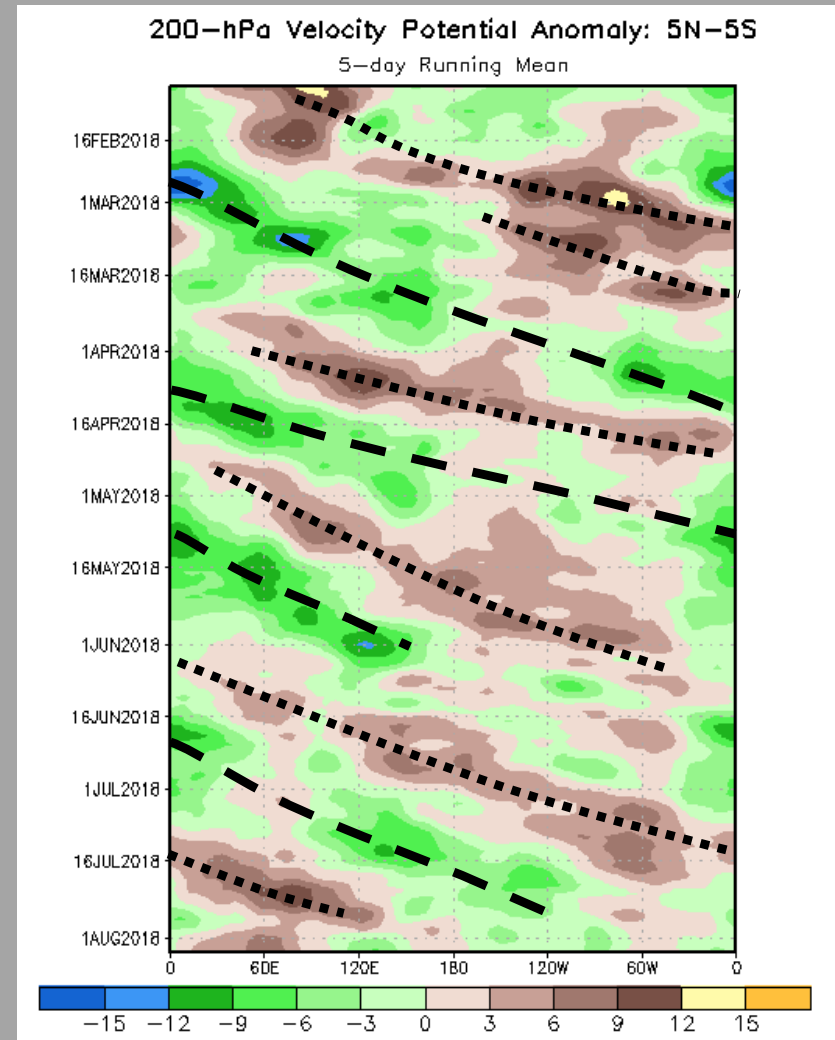 200-hPa Velocity Potential Anomaly: 5N-5S
5-day Running Mean
16FEB2018
1MAR2018
16MAR2018
1APR2018
16APR2018
1MAY2018
16MAY2018
1JUN2018
16JUN2018
1JUL2018
16JUL2018
1AUG2018
0 60E 120E 180 120W 60W 0
-15 -12 -9 -6 -3 0 3 6 9 12 15